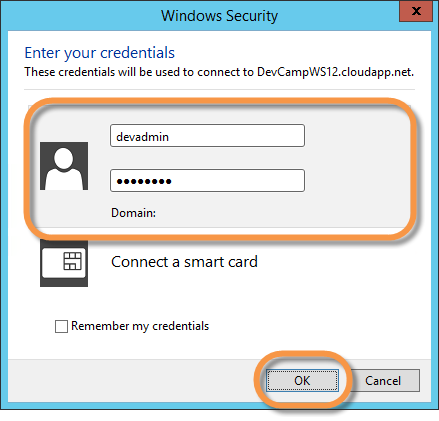 Windows Security
Enter your credentials
These credentials will be used to connect to DevCampWS12.cloudapp.net.
devadmin
●●●●●●●●
Domain:
Connect a smart card
Remember my credentials
OK
Cancel